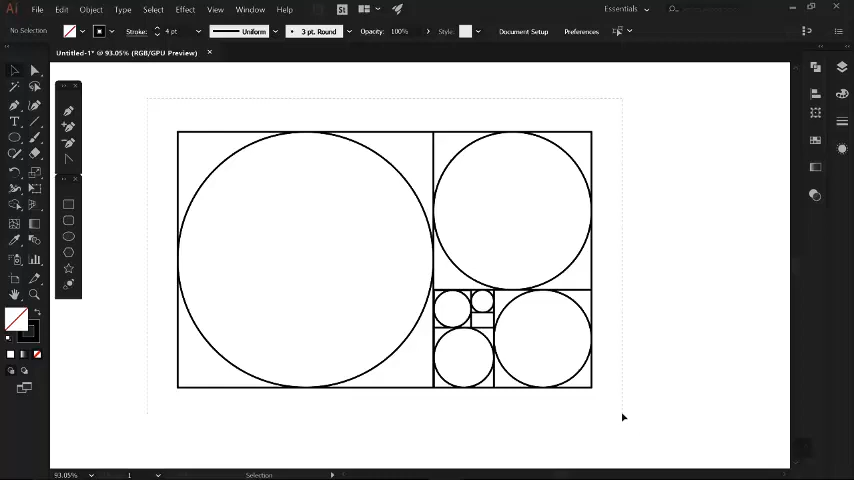 Ai File Edit Object Type Select Effect View Window Help St Essentials
No Selection Stroke: 4 pt Uniform 3 pt. Round Opacity: 100% Style: Document Setup Preferences
Untitled-1* @ 93.05% (RGB/GPU Preview) ×
93.05% 1 Selection